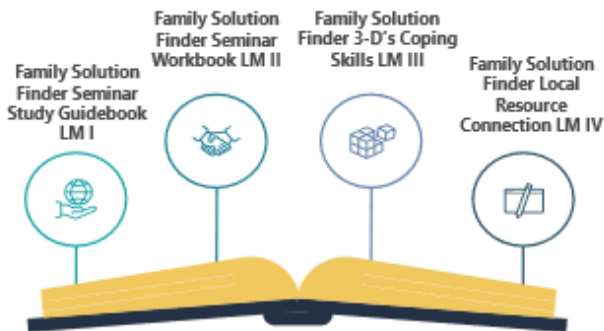 Family Solution
Finder Seminar
Study Guidebook
LM I
Family Solution
Finder Seminar
Workbook LM II
Family Solution
Finder 3-D's Coping
Skills LM III
Family Solution
Finder Local
Resource
Connection LM IV